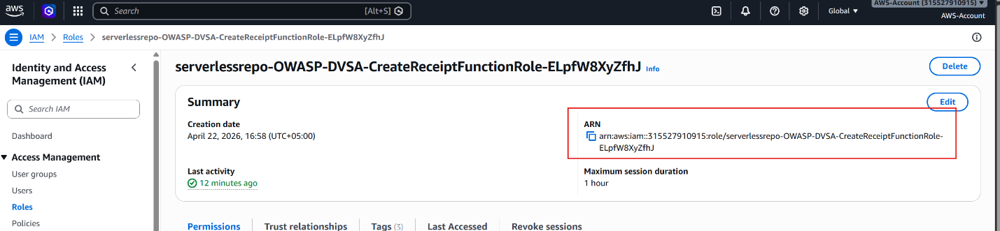 aws
Search
[Alt+S]
Global
AWS-Account (315527910915)
AWS-Account
IAM
Roles
serverlessrepo-OWASP-DVSA-CreateReceiptFunctionRole-ELpfW8XyZfhJ
Identity and Access
Management (IAM)
Search IAM
Dashboard
Access Management
User groups
Users
Roles
Policies
serverlessrepo-OWASP-DVSA-CreateReceiptFunctionRole-ELpfW8XyZfhJ Info
Delete
Summary
Edit
Creation date
April 22, 2026, 16:58 (UTC+05:00)
ARN
arn:aws:iam::315527910915:role/serverlessrepo-OWASP-DVSA-CreateReceiptFunctionRole-
ELpfW8XyZfhJ
Last activity
12 minutes ago
Maximum session duration
1 hour
Permissions
Trust relationships
Tags (3)
Last Accessed
Revoke sessions